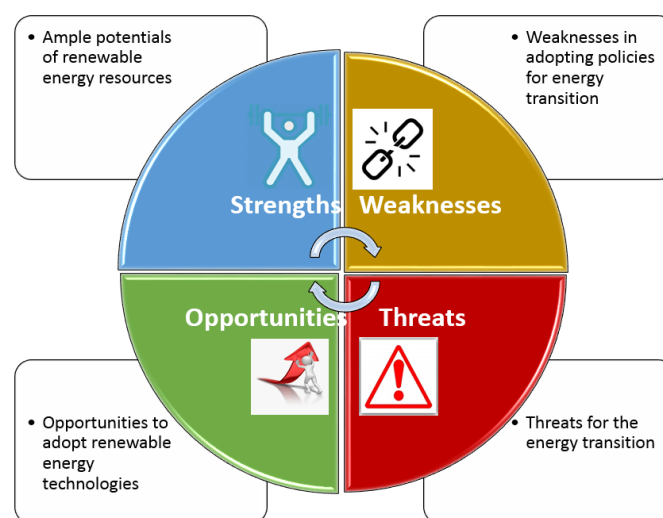 • Ample potentials
of renewable
energy resources
• Weaknesses in
adopting policies
for energy
transition
Strengths
Weaknesses
Opportunities
Threats
• Opportunities to
adopt renewable
energy
technologies
• Threats for the
energy transition